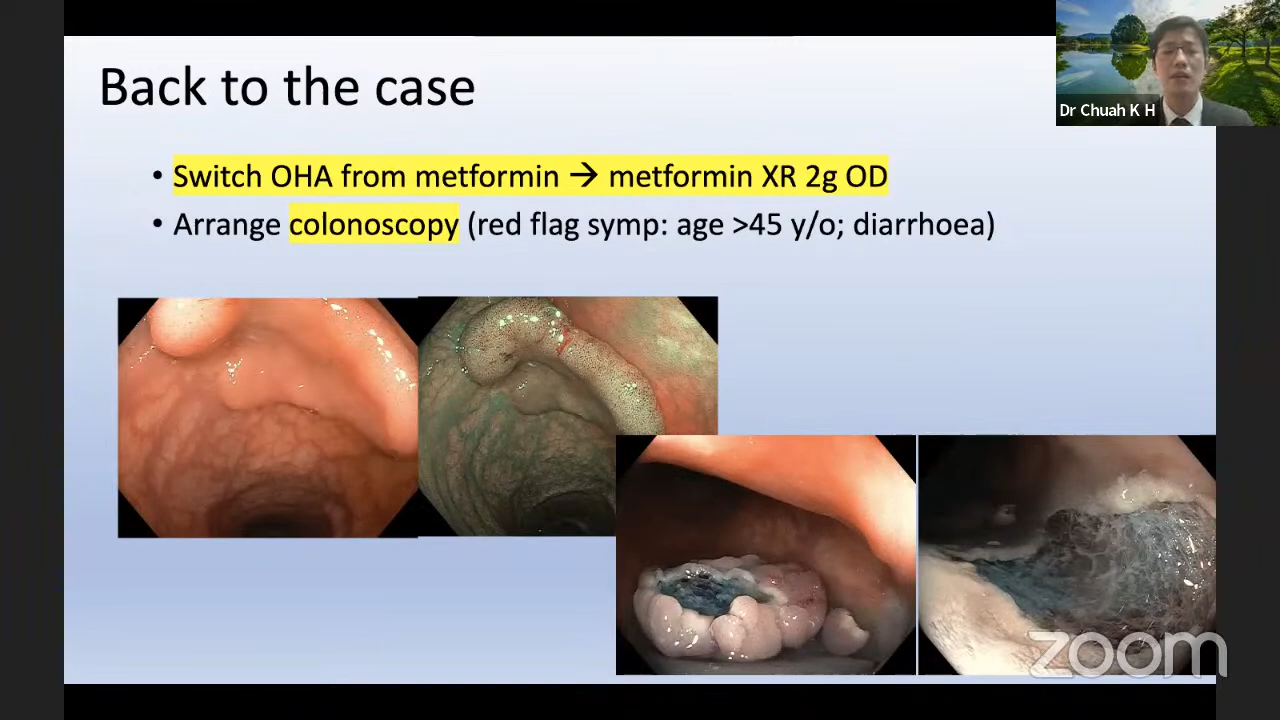 Back to the case
• Switch OHA from metformin → metformin XR 2g OD
• Arrange colonoscopy (red flag symp: age >45 y/o; diarrhoea)
Dr Chuah K H
zoom